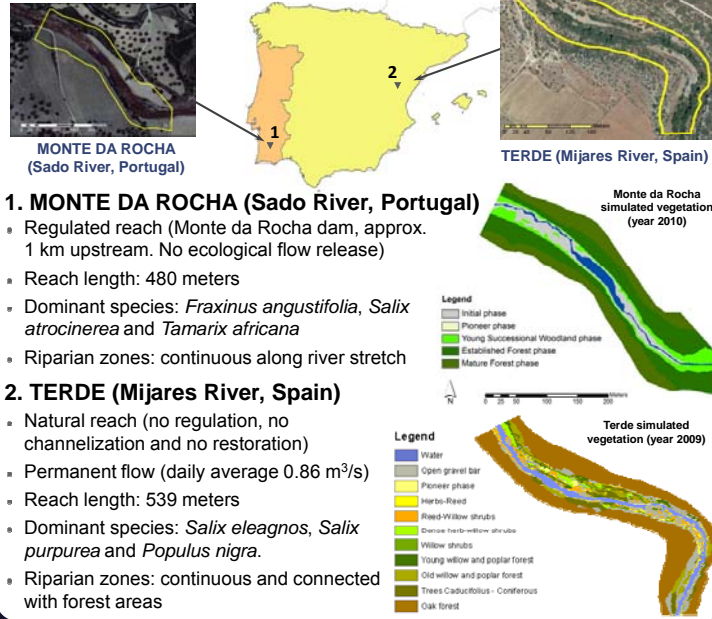 2
1
MONTE DA ROCHA
(Sado River, Portugal)
TERDE (Mijares River, Spain)
1. MONTE DA ROCHA (Sado River, Portugal)
Regulated reach (Monte da Rocha dam, approx.
1 km upstream. No ecological flow release)
Reach length: 480 meters
Dominant species: Fraxinus angustifolia, Salix
atrocinerea and Tamarix africana
Riparian zones: continuous along river stretch
Monte da Rocha
simulated vegetation
(year 2010)
Legend
Initial phase
Pioneer phase
Young Successional Woodland phase
Established Forest phase
Mature Forest phase
N
0 25 50 100 150 200
Meters
2. TERDE (Mijares River, Spain)
Natural reach (no regulation, no
channelization and no restoration)
Permanent flow (daily average 0.86 m³/s)
Reach length: 539 meters
Dominant species: Salix eleagnos, Salix
purpurea and Populus nigra.
Riparian zones: continuous and connected
with forest areas
Terde simulated
vegetation (year 2009)
Legend
Water
Open gravel bar
Pioneer phase
Herbs-Reed
Reed-Willow shrubs
Dense herb-willow shrubs
Willow shrubs
Young willow and poplar forest
Old willow and poplar forest
Trees Caducifolius - Coniferous
Oak forest